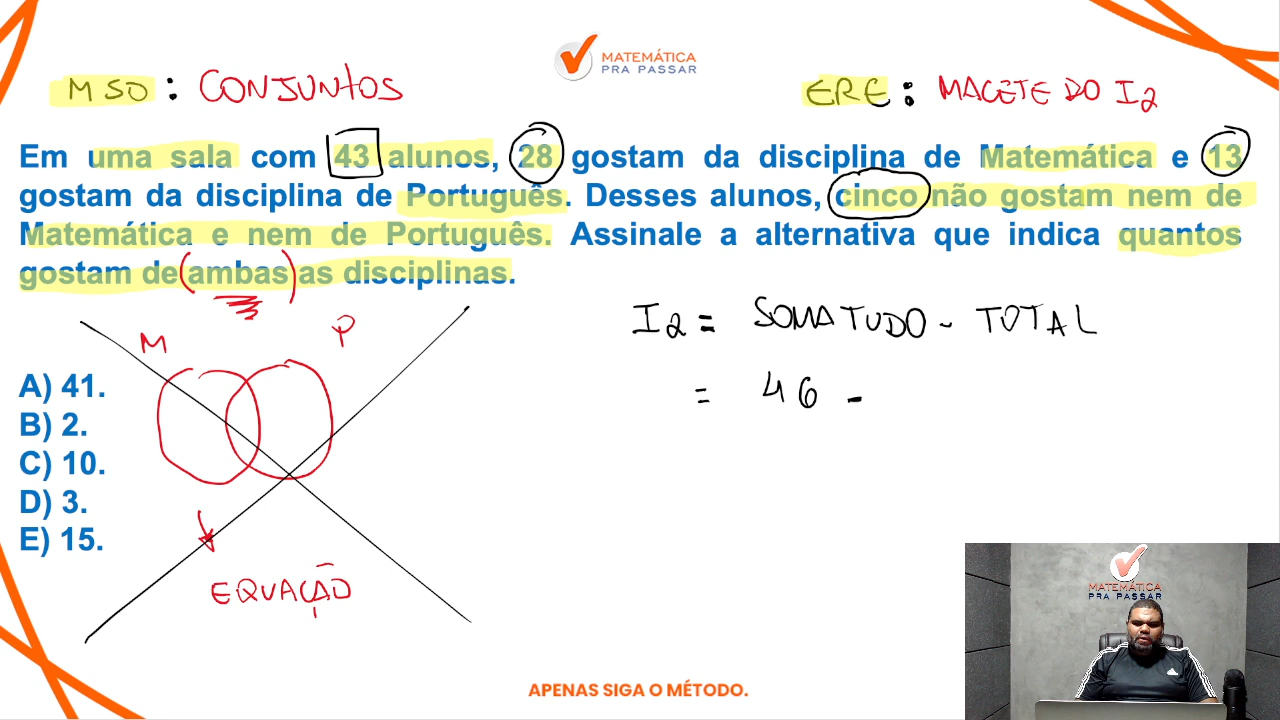 MATEMÁTICA
PRA PASSAR
MSO : CONJUNTOS
ERE : MACETE DO I2
Em uma sala com 43 alunos, 28 gostam da disciplina de Matemática e 13
gostam da disciplina de Português. Desses alunos, cinco não gostam nem de
Matemática e nem de Português. Assinale a alternativa que indica quantos
gostam de (ambas) as disciplinas.
I2 = SOMA TUDO - TOTAL
= 46 -
M P
A) 41.
B) 2.
C) 10.
D) 3.
E) 15.
EQUAÇÃO
MATEMÁTICA
PRA PASSAR
APENAS SIGA O MÉTODO.